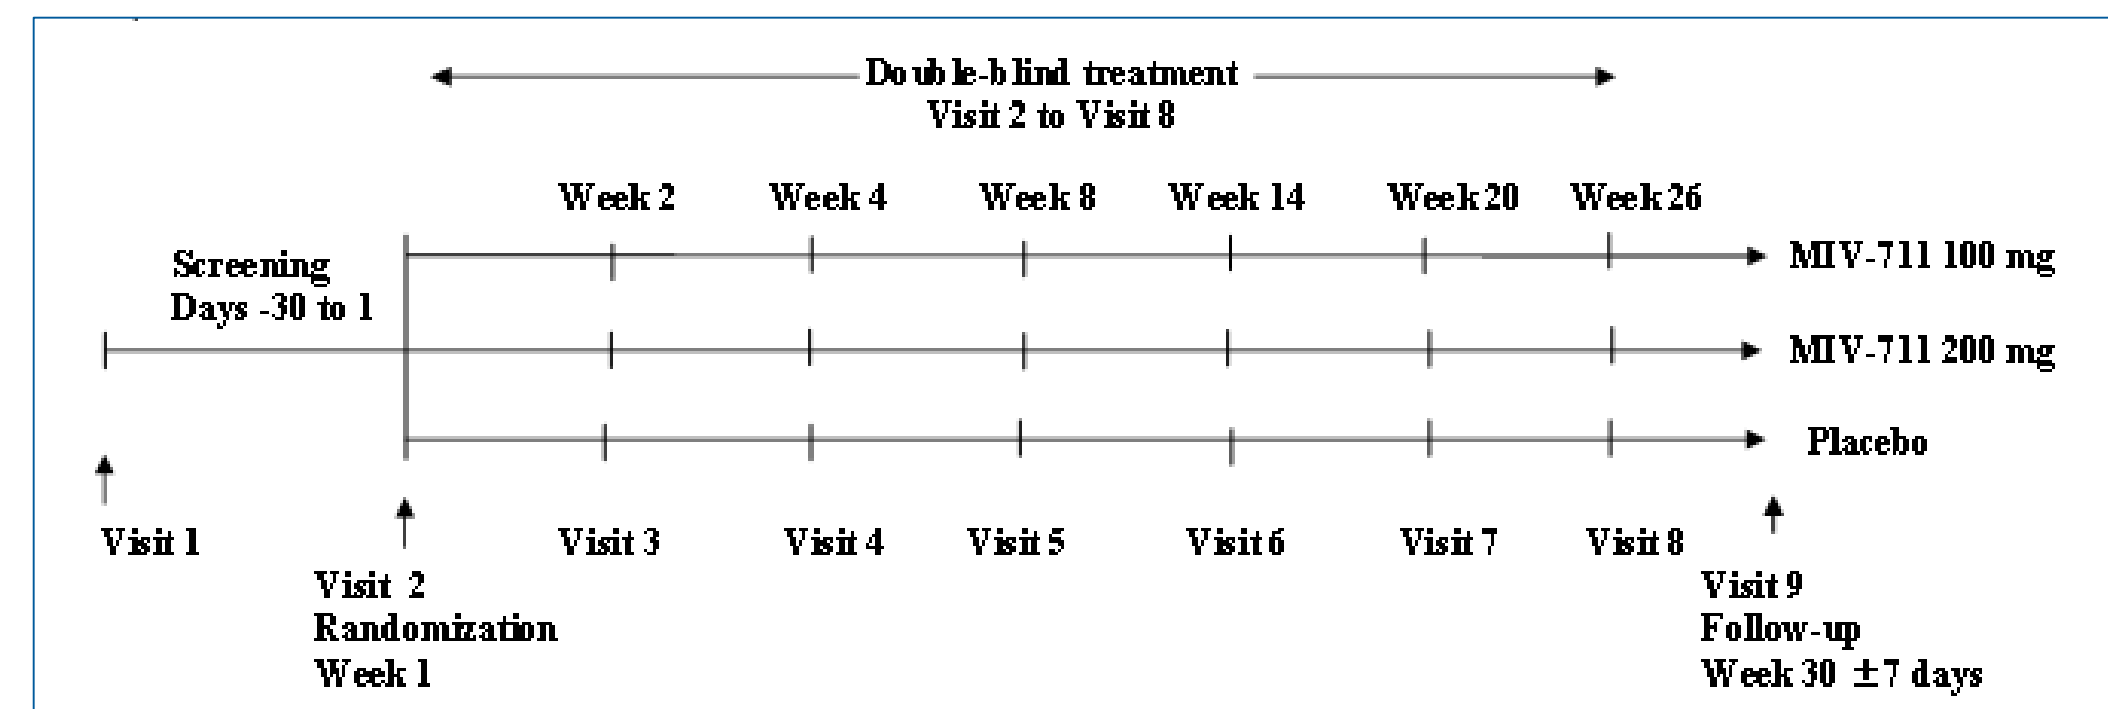 Double-blind treatment
Visit 2 to Visit 8
Week 2 Week 4 Week 8 Week 14 Week 20 Week 26
Screening
Days -30 to 1
MIV-711 100 mg
MIV-711 200 mg
Placebo
Visit 1 Visit 3 Visit 4 Visit 5 Visit 6 Visit 7 Visit 8
Visit 2
Randomization
Week 1
Visit 9
Follow-up
Week 30 ±7 days